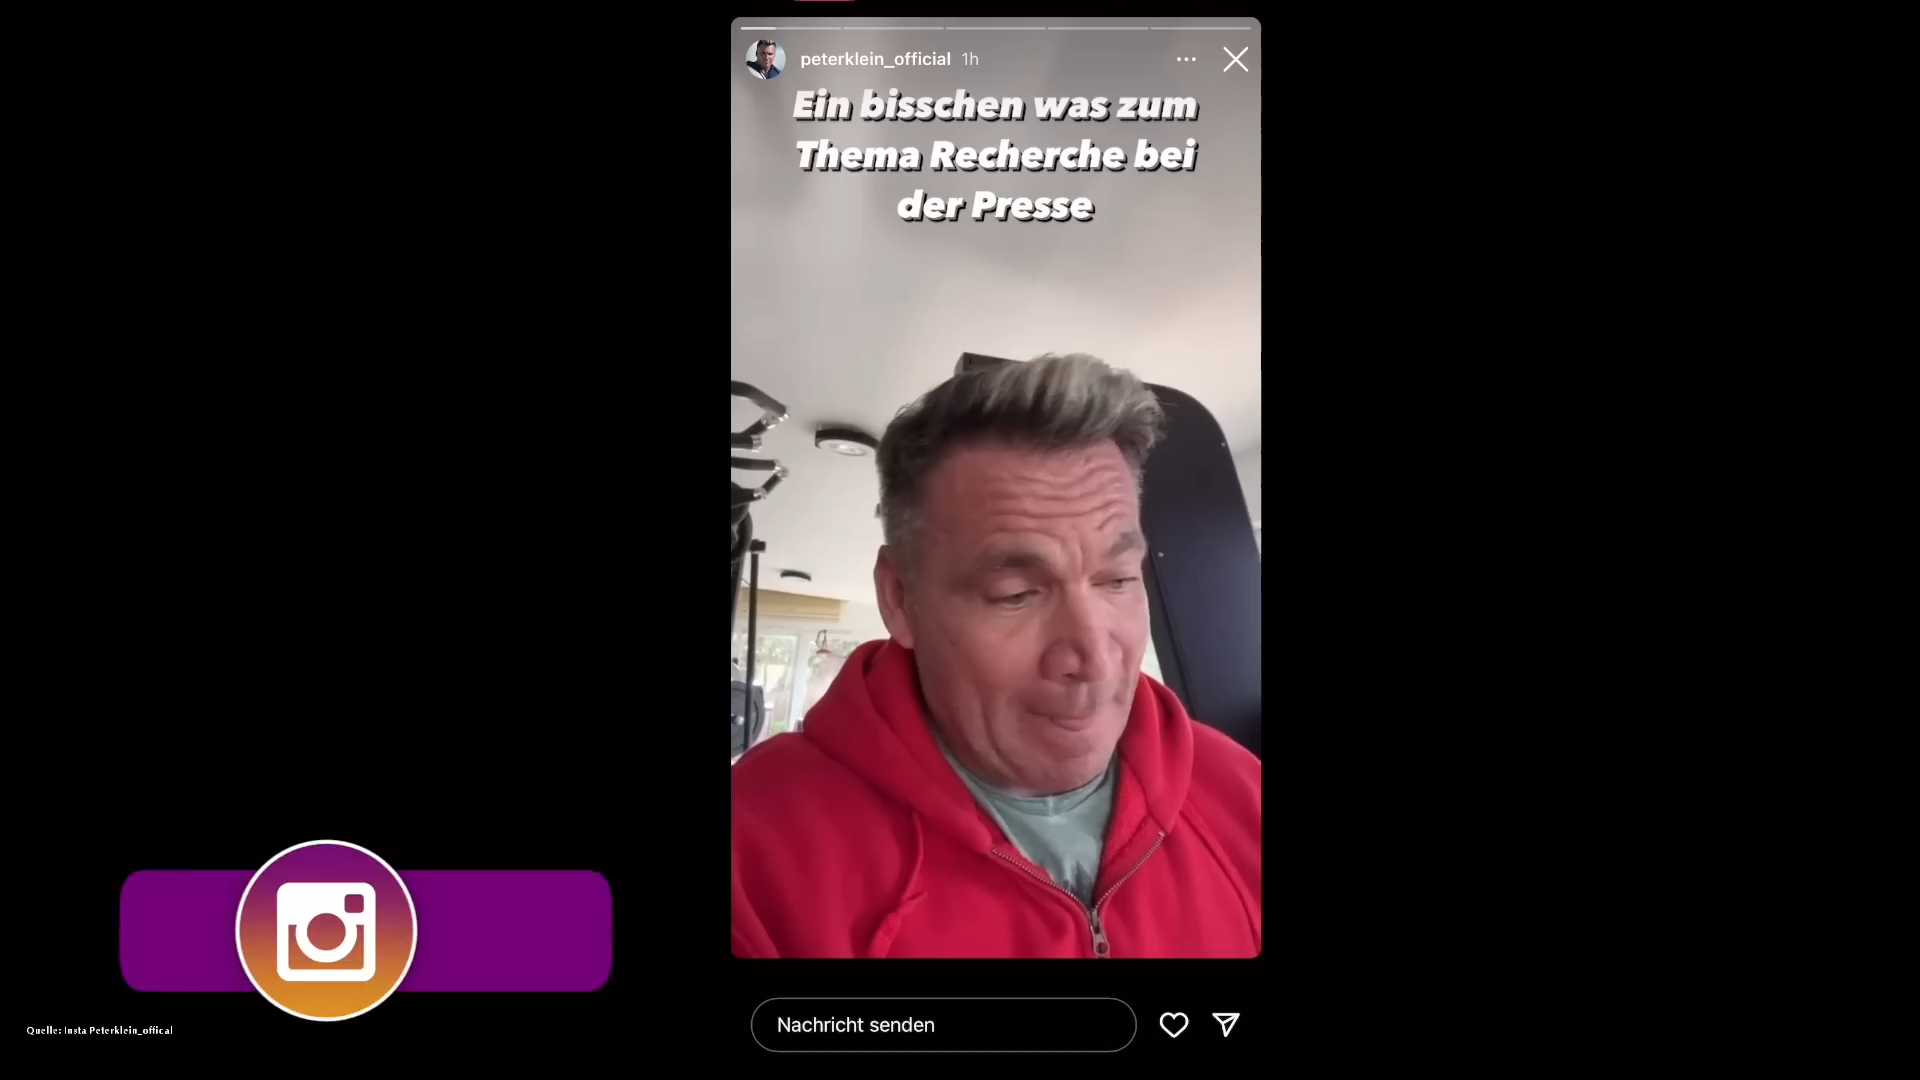 peterklein_official 1h
Ein bisschen was zum
Thema Recherche bei
der Presse
Nachricht senden
Quelle: Insta Peterklein_offical